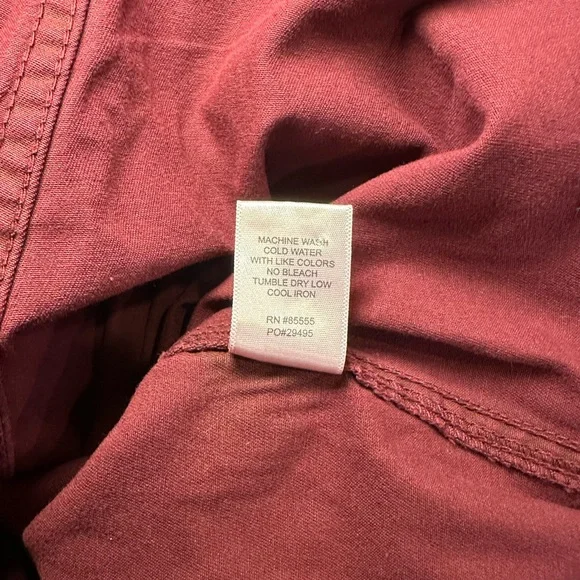 MACHINE WASH
COLD WATER
WITH LIKE COLORS
NO BLEACH
TUMBLE DRY LOW
COOL IRON
RN #85555
PO#29495